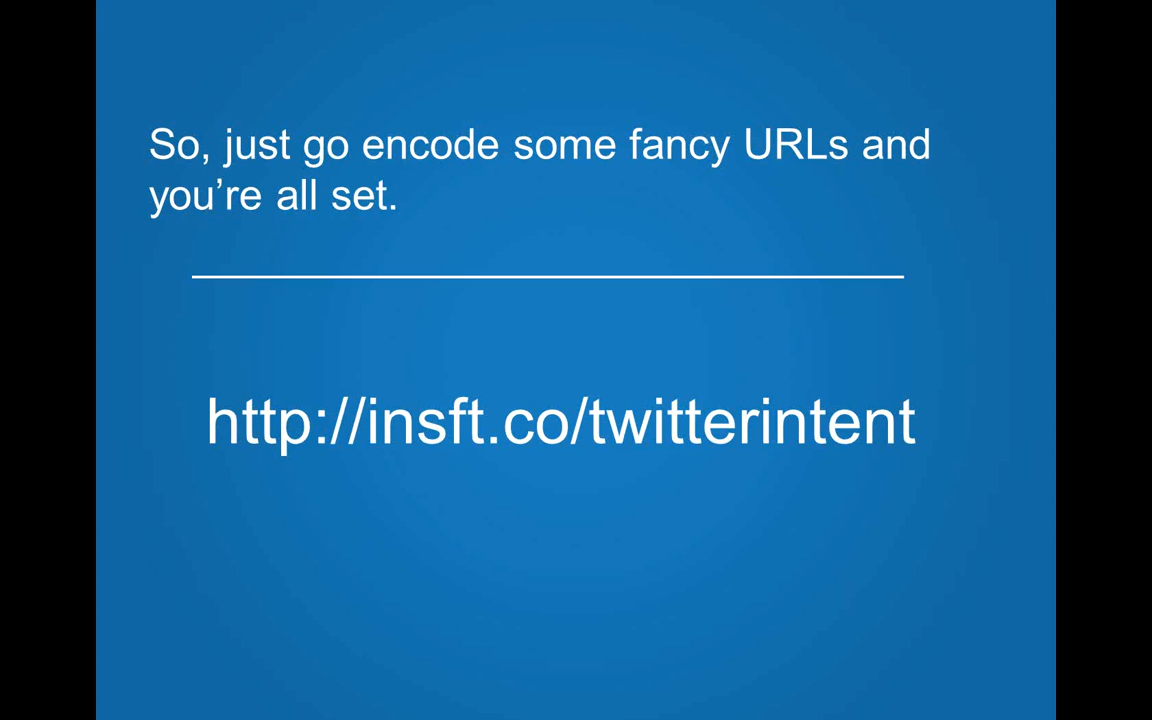 So, just go encode some fancy URLs and
you’re all set.
http://insft.co/twitterintent